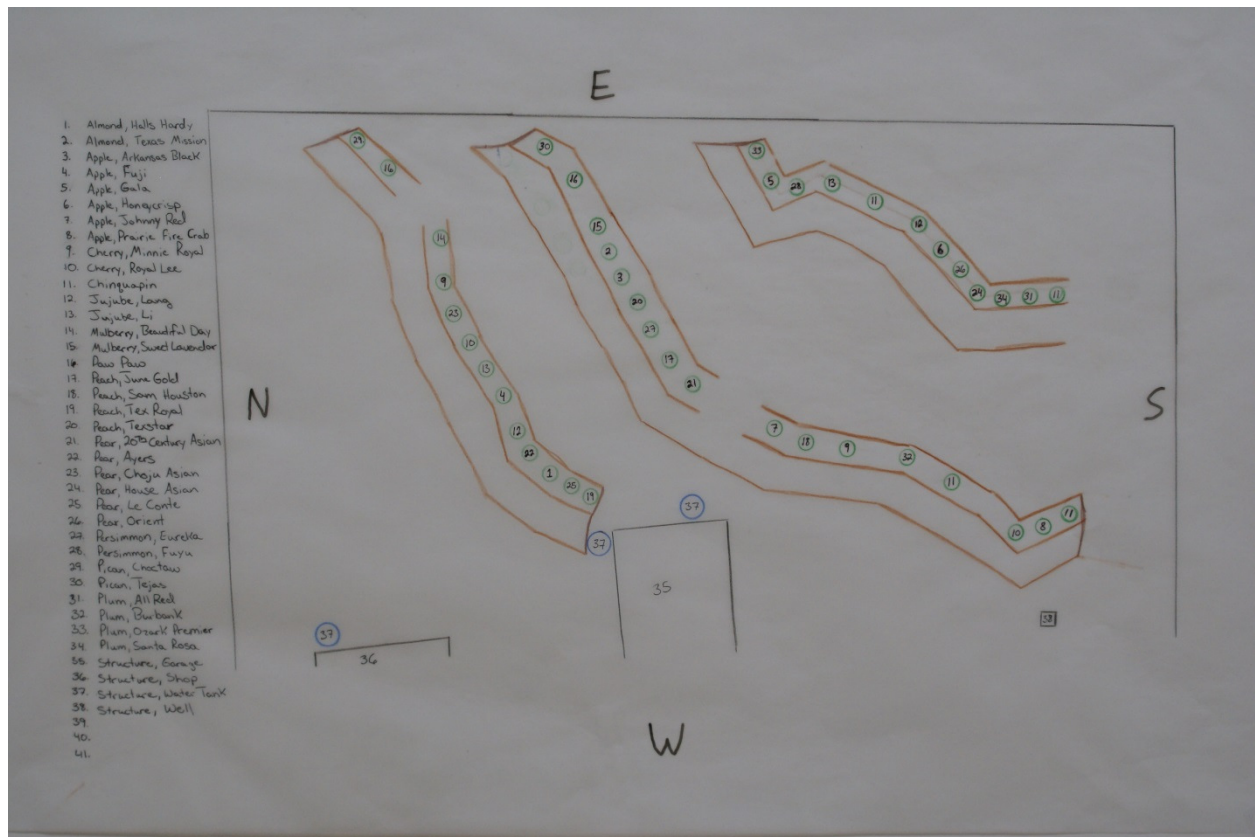 E
1. Almond, Halls Hardy
2. Almond, Texas Mission
3. Apple, Arkansas Black
4. Apple, Fuji
5. Apple, Gala
6. Apple, Honeycrisp
7. Apple, Johnny Red
8. Apple, Prairie Fire Crab
9. Cherry, Minnie Royal
10. Cherry, Royal Lee
11. Chinquapin
12. Jujube, Lang
13. Jujube, Li
14. Mulberry, Beautiful Day
15. Mulberry, Sweet Lavendar
16. Paw Paw
17. Peach, June Gold
18. Peach, Sam Houston
19. Peach, Tex Royal
20. Peach, Texstar
21. Pear, 20th Century Asian
22. Pear, Ayers
23. Pear, Choju Asian
24. Pear, House Asian
25. Pear, Le Conte
26. Pear, Orient
27. Persimmon, Eureka
28. Persimmon, Fuyu
29. Pican, Choctaw
30. Pican, Tejas
31. Plum, All Red
32. Plum, Burbank
33. Plum, Ozark Premier
34. Plum, Santa Rosa
35. Structure, Garage
36. Structure, Shop
37. Structure, Water Tank
38. Structure, Well
39.
40.
41.
29
16
14
9
23
10
13
4
12
22
1
25
19
30
16
15
2
3
20
27
17
21
7
18
9
32
11
10
8
11
33
5
28
13
11
12
6
26
24
34
31
11
N
S
37
37
35
37
36
38
W